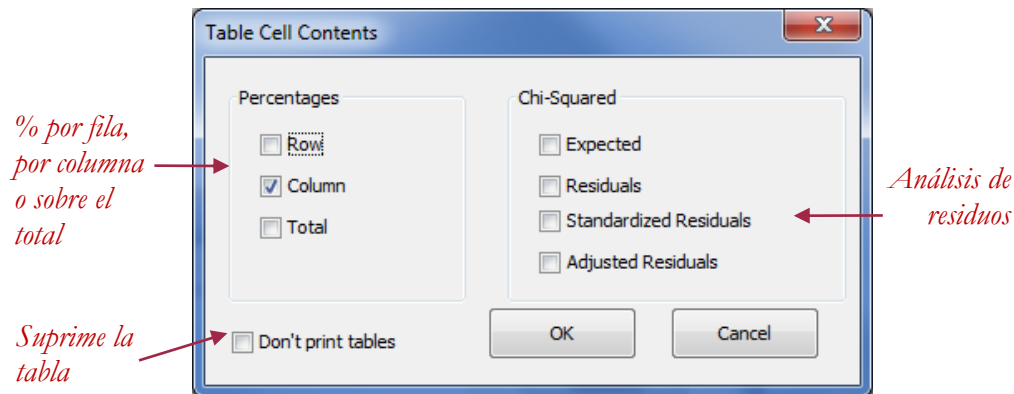 Table Cell Contents
x
% por fila,
por columna
o sobre el
total
Percentages
Row
Column
Total
Chi-Squared
Expected
Residuals
Standardized Residuals
Adjusted Residuals
Análisis de
residuos
Suprime la
tabla
Don't print tables
OK
Cancel